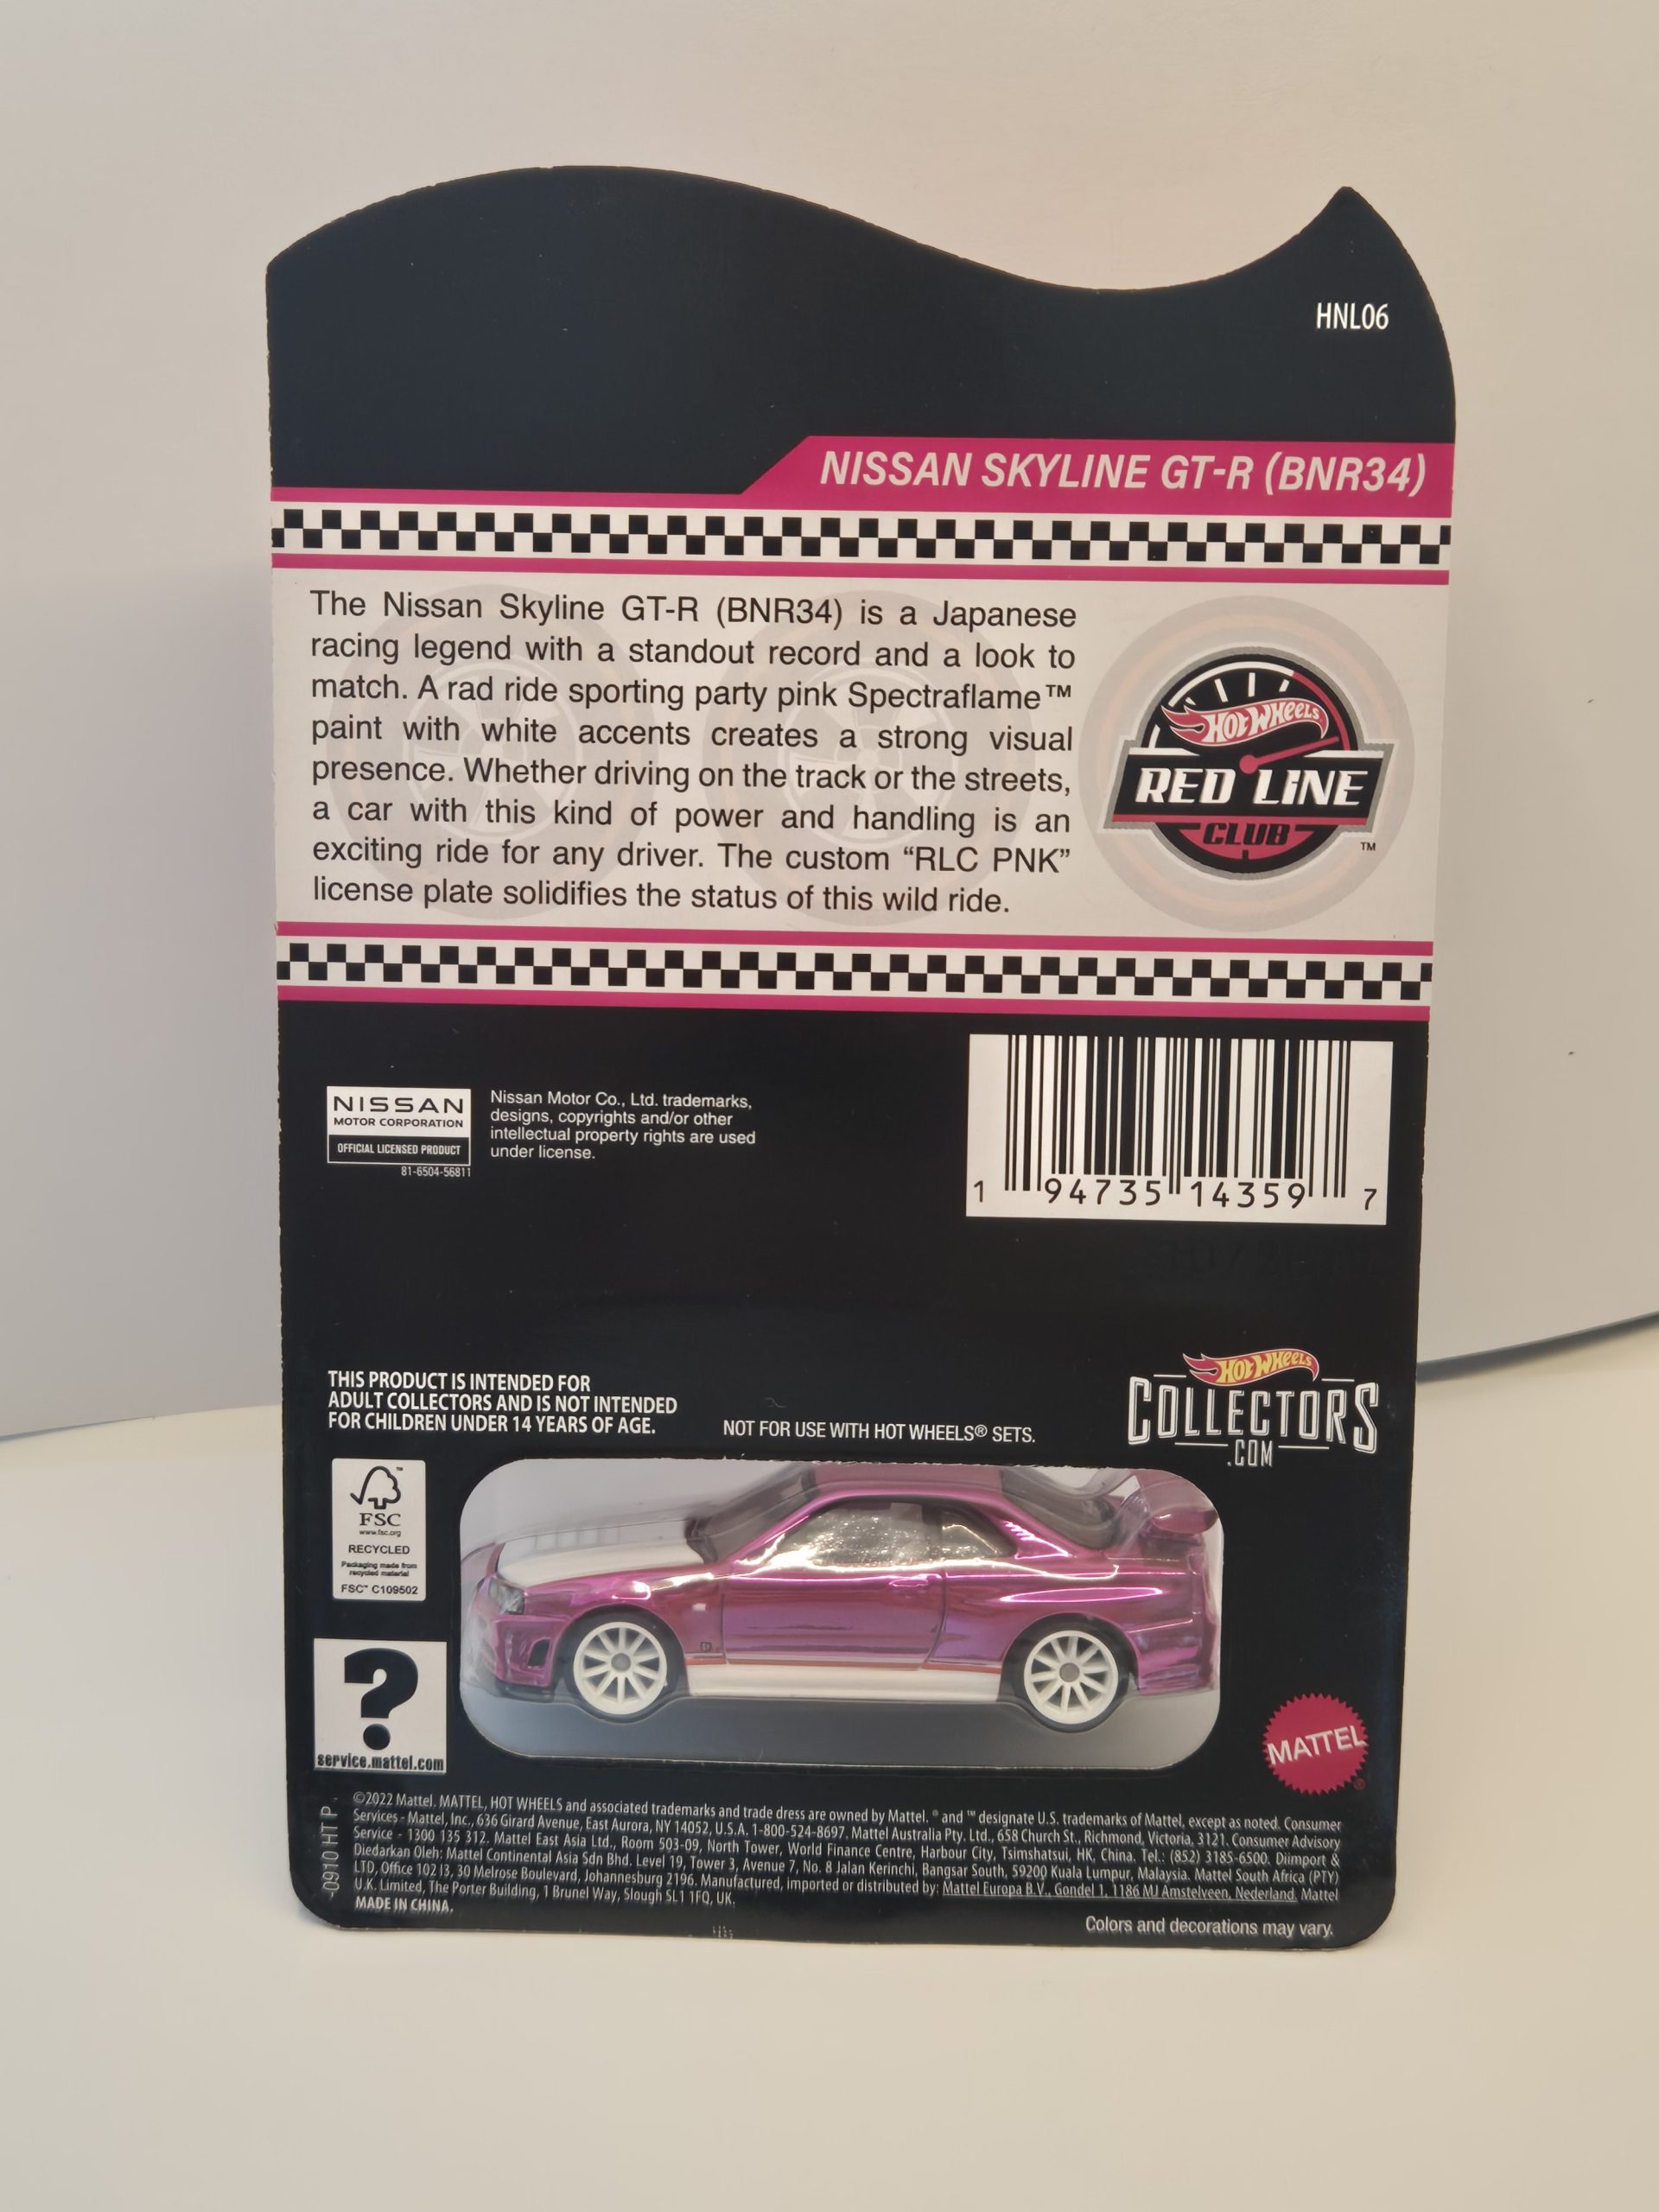 HNL06
NISSAN SKYLINE GT-R (BNR34)
The Nissan Skyline GT-R (BNR34) is a Japanese
racing legend with a standout record and a look to
match. A rad ride sporting party pink Spectraflame™
paint with white accents creates a strong visual
presence. Whether driving on the track or the streets,
a car with this kind of power and handling is an
exciting ride for any driver. The custom “RLC PNK”
license plate solidifies the status of this wild ride.
HOT WHEELS
RED LINE
CLUB
™
NISSAN
MOTOR CORPORATION
OFFICIAL LICENSED PRODUCT
81-6504-56811
Nissan Motor Co., Ltd. trademarks,
designs, copyrights and/or other
intellectual property rights are used
under license.
1 94735 14359 7
THIS PRODUCT IS INTENDED FOR
ADULT COLLECTORS AND IS NOT INTENDED
FOR CHILDREN UNDER 14 YEARS OF AGE.
NOT FOR USE WITH HOT WHEELS® SETS.
HOT WHEELS
COLLECTORS
.COM
FSC
www.fsc.org
RECYCLED
Packaging made from
recycled material
FSC™ C109502
?
service.mattel.com
MATTEL
®
-0910 HT P -
©2022 Mattel. MATTEL, HOT WHEELS and associated trademarks and trade dress are owned by Mattel. ® and ™ designate U.S. trademarks of Mattel, except as noted. Consumer
Services - Mattel, Inc., 636 Girard Avenue, East Aurora, NY 14052, U.S.A. 1-800-524-8697. Mattel Australia Pty. Ltd., 658 Church St., Richmond, Victoria, 3121. Consumer Advisory
Service - 1300 135 312. Mattel East Asia Ltd., Room 503-09, North Tower, World Finance Centre, Harbour City, Tsimshatsui, HK, China. Tel.: (852) 3185-6500. Diimport &
Diedarkan Oleh: Mattel Continental Asia Sdn Bhd. Level 19, Tower 3, Avenue 7, No. 8 Jalan Kerinchi, Bangsar South, 59200 Kuala Lumpur, Malaysia. Mattel South Africa (PTY)
LTD, Office 102 I3, 30 Melrose Boulevard, Johannesburg 2196. Manufactured, imported or distributed by: Mattel Europa B.V., Gondel 1, 1186 MJ Amstelveen, Nederland. Mattel
U.K. Limited, The Porter Building, 1 Brunel Way, Slough SL1 1FQ, UK.
MADE IN CHINA.
Colors and decorations may vary.